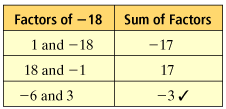 Factors of −18 Sum of Factors
1 and −18 −17
18 and −1 17
−6 and 3 −3 ✓